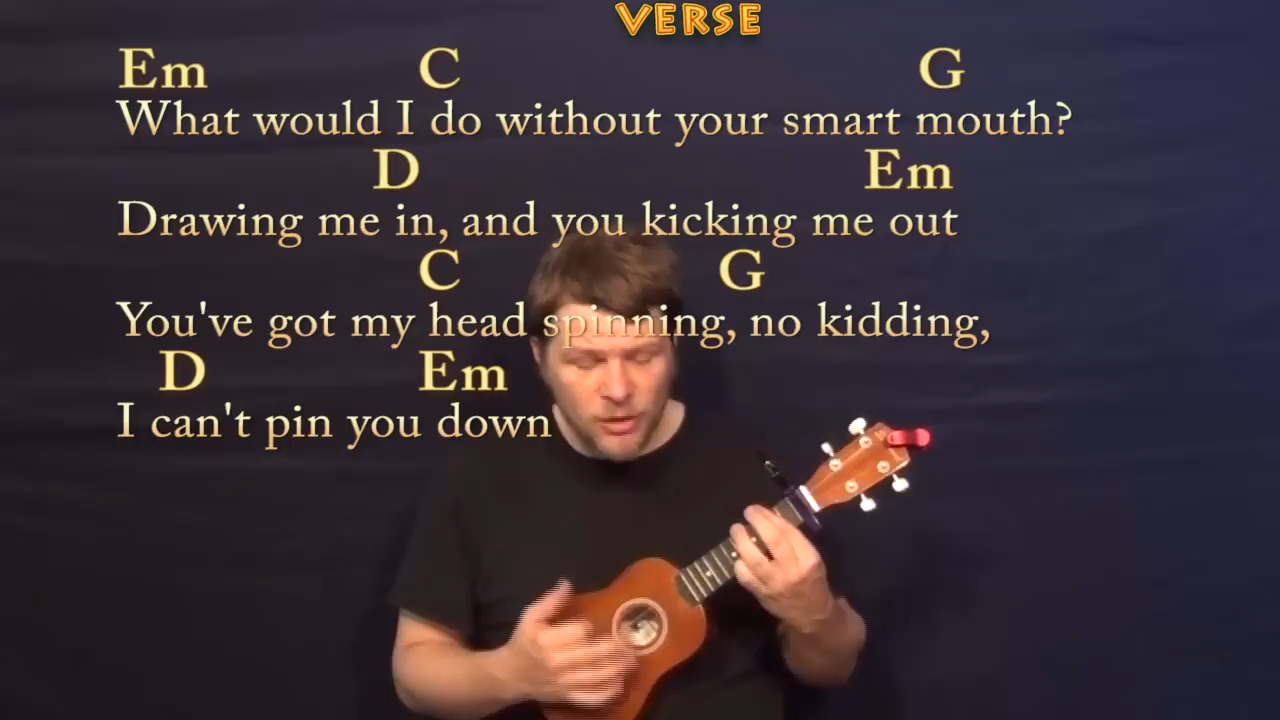 VERSE
Em C G
What would I do without your smart mouth?
D Em
Drawing me in, and you kicking me out
C G
You've got my head spinning, no kidding,
D Em
I can't pin you down